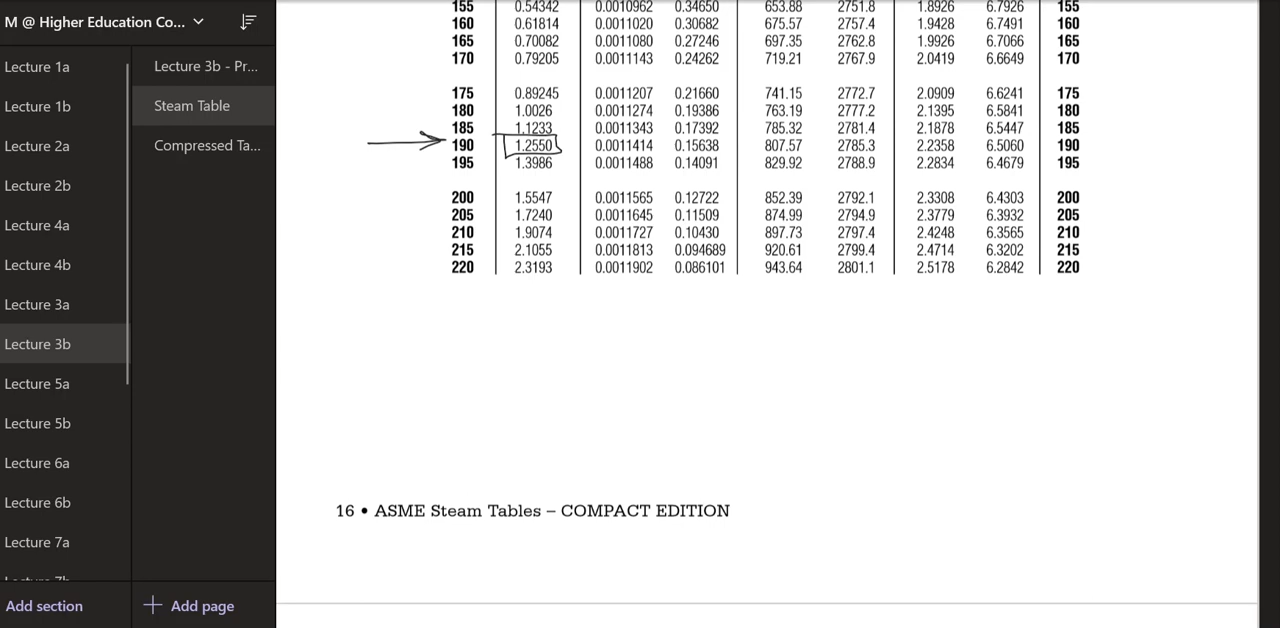 M @ Higher Education Co...
Lecture 1a
Lecture 1b
Lecture 2a
Lecture 2b
Lecture 4a
Lecture 4b
Lecture 3a
Lecture 3b
Lecture 5a
Lecture 5b
Lecture 6a
Lecture 6b
Lecture 7a
Lecture 7b
Add section
Lecture 3b - Pr...
Steam Table
Compressed Ta...
Add page
155 0.54342 0.0010962 0.34650 653.88 2751.8 1.8926 6.7926 155
160 0.61814 0.0011020 0.30682 675.57 2757.4 1.9428 6.7491 160
165 0.70082 0.0011080 0.27246 697.35 2762.8 1.9926 6.7066 165
170 0.79205 0.0011143 0.24262 719.21 2767.9 2.0419 6.6649 170
175 0.89245 0.0011207 0.21660 741.15 2772.7 2.0909 6.6241 175
180 1.0026 0.0011274 0.19386 763.19 2777.2 2.1395 6.5841 180
185 1.1233 0.0011343 0.17392 785.32 2781.4 2.1878 6.5447 185
190 1.2550 0.0011414 0.15638 807.57 2785.3 2.2358 6.5060 190
195 1.3986 0.0011488 0.14091 829.92 2788.9 2.2834 6.4679 195
200 1.5547 0.0011565 0.12722 852.39 2792.1 2.3308 6.4303 200
205 1.7240 0.0011645 0.11509 874.99 2794.9 2.3779 6.3932 205
210 1.9074 0.0011727 0.10430 897.73 2797.4 2.4248 6.3565 210
215 2.1055 0.0011813 0.094689 920.61 2799.4 2.4714 6.3202 215
220 2.3193 0.0011902 0.086101 943.64 2801.1 2.5178 6.2842 220
16 • ASME Steam Tables – COMPACT EDITION